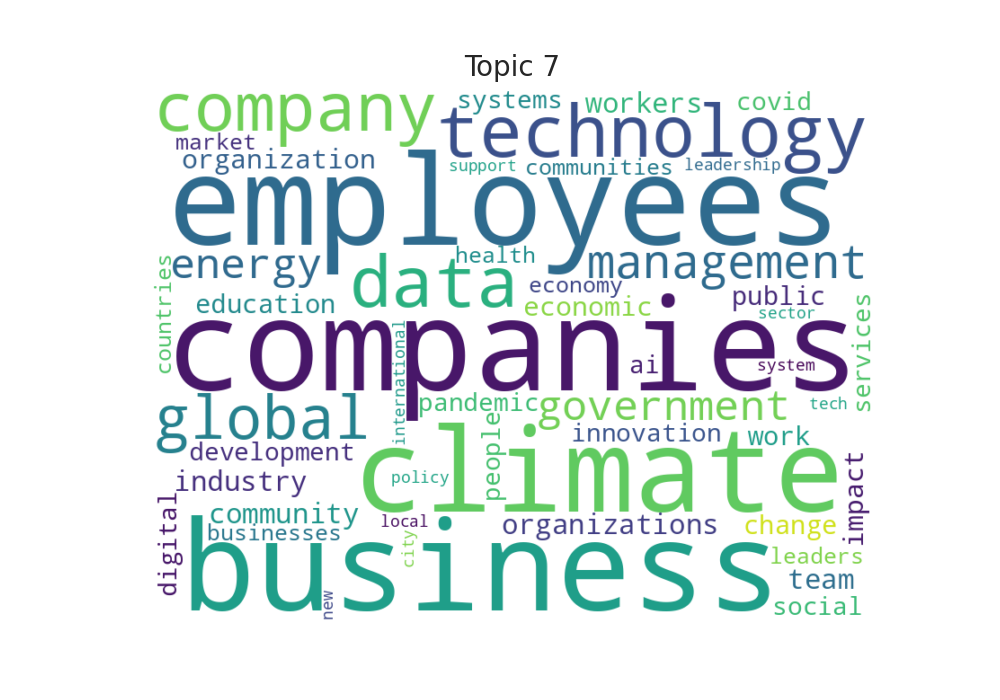 Topic 7
company
systems
workers
covid
technology
market
organization
support
communities
leadership
employees
energy
health
management
countries
data
economy
public
education
economic
sector
services
companies
international
ai
system
global
pandemic
government
tech
people
innovation
work
development
climate
industry
policy
impact
digital
community
local
organizations
change
businesses
city
business
leaders
team
new
social